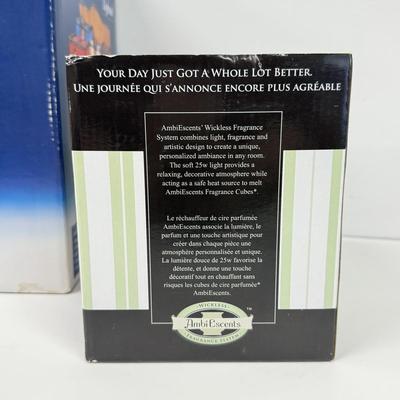 YOUR DAY JUST GOT A WHOLE LOT BETTER.
UNE JOURNÉE QUI S'ANNONCE ENCORE PLUS AGRÉABLE
AmbiEscents' Wickless Fragrance
System combines light, fragrance
and artistic design to create a unique,
personalized ambiance in any room.
The soft 25w light provides a
relaxing, decorative atmosphere while
acting as a safe heat source to melt
AmbiEscents Fragrance Cubes*.
Le réchauffeur de cire parfumée
AmbiEscents associe la lumière, le
parfum et une touche artistique pour
créer dans chaque pièce une
atmosphère personnalisée et unique.
La lumière douce de 25w favorise la
détente, et donne une touche
décoratif tout en chauffant sans
risques les cubes de cire parfumée*
AmbiEscents.
WICKLESS
AmbiEscents
FRAGRANCE SYSTEM
TM